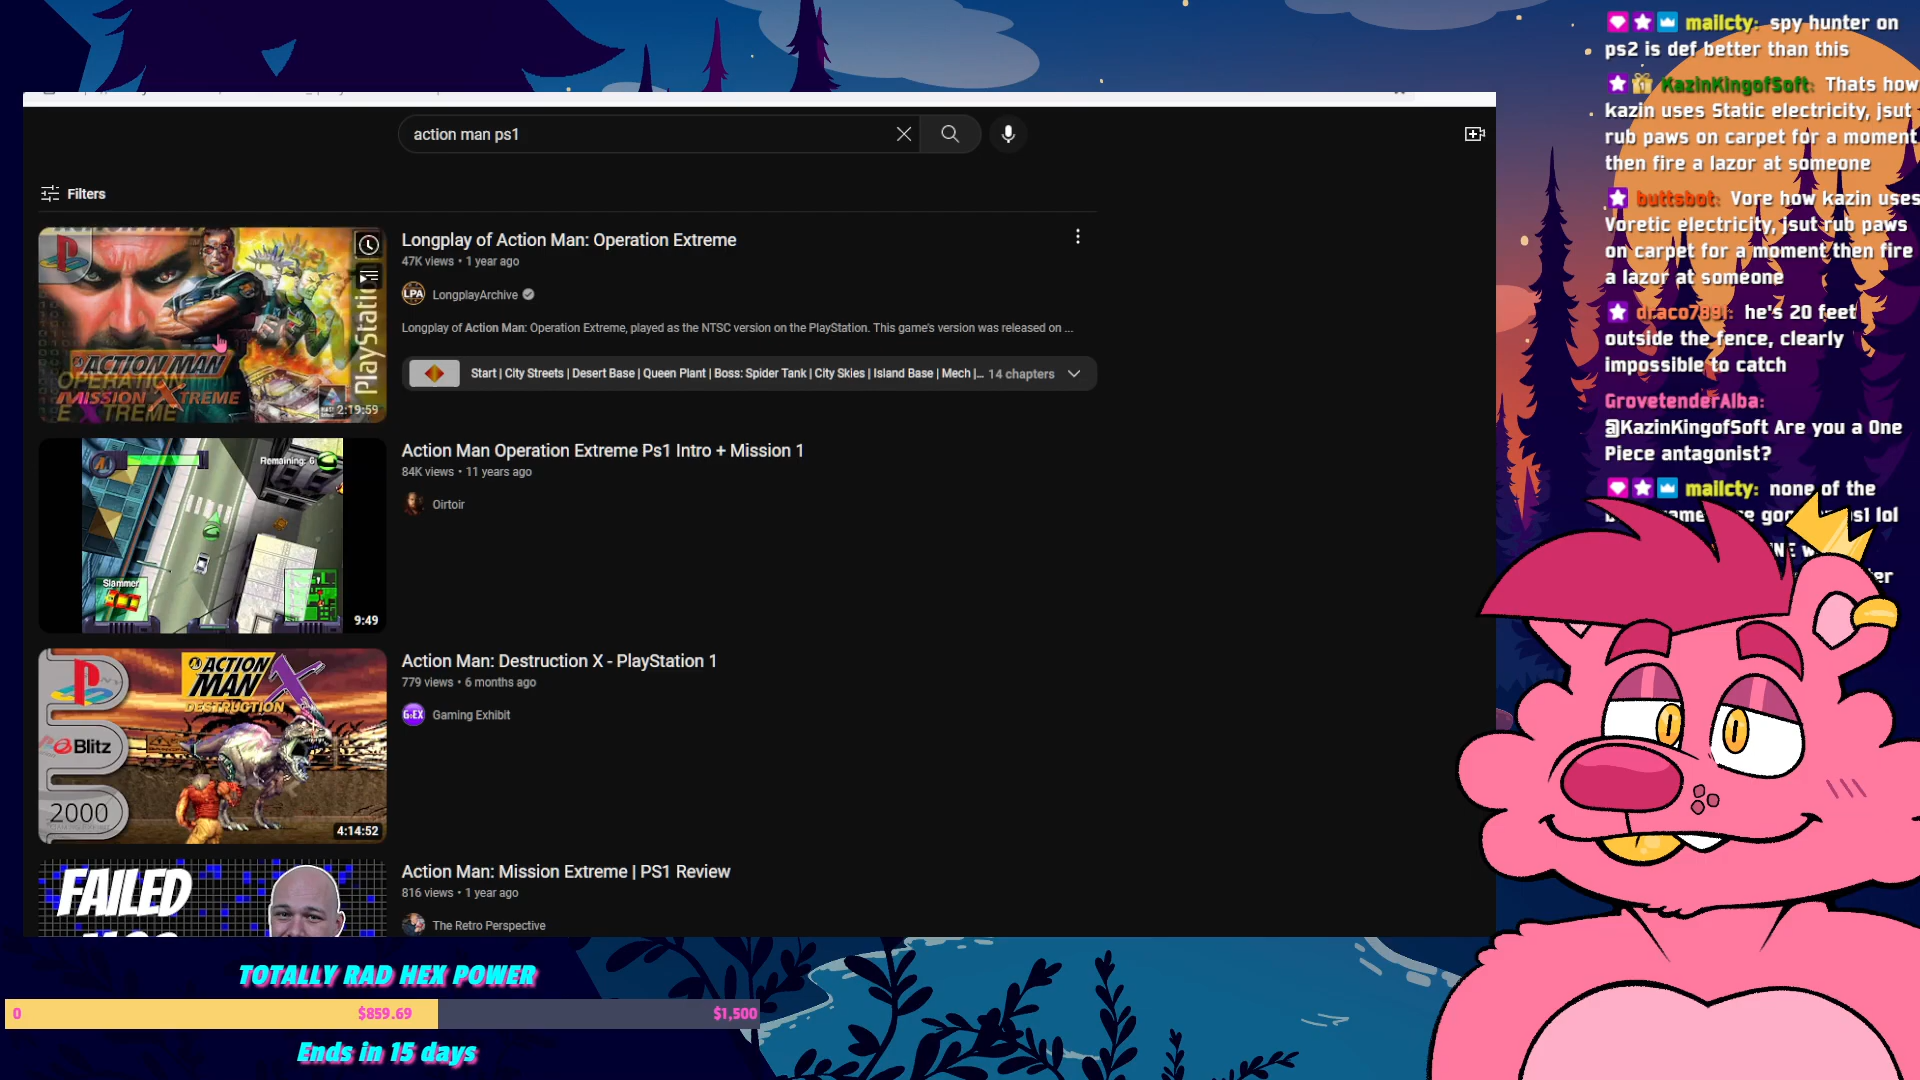 action man ps1
Filters
Longplay of Action Man: Operation Extreme
47K views • 1 year ago
LPA LongplayArchive
Longplay of Action Man: Operation Extreme, played as the NTSC version on the PlayStation. This game's version was released on ...
Start | City Streets | Desert Base | Queen Plant | Boss: Spider Tank | City Skies | Island Base | Mech |... 14 chapters
PlayStation
ACTION MAN
OPERATION
MISSION XTREME
EXTREME
2:19:59
Action Man Operation Extreme Ps1 Intro + Mission 1
84K views • 11 years ago
Oirtoir
Remaining: 6
Slammer
9:49
Action Man: Destruction X - PlayStation 1
779 views • 6 months ago
G:EX Gaming Exhibit
ACTION MAN X
DESTRUCTION
Blitz
2000
4:14:52
Action Man: Mission Extreme | PS1 Review
816 views • 1 year ago
The Retro Perspective
FAILED
TOTALLY RAD HEX POWER
0 $859.69 $1,500
Ends in 15 days
mailcty: spy hunter on
ps2 is def better than this
KazinKingofSoft: Thats how
kazin uses Static electricity, jsut
rub paws on carpet for a moment
then fire a lazor at someone
buttsbot: Vore how kazin uses
Voretic electricity, jsut rub paws
on carpet for a moment then fire
a lazor at someone
draco7891: he's 20 feet
outside the fence, clearly
impossible to catch
GrovetenderAlba:
@KazinKingofSoft Are you a One
Piece antagonist?
mailcty: none of the
lol